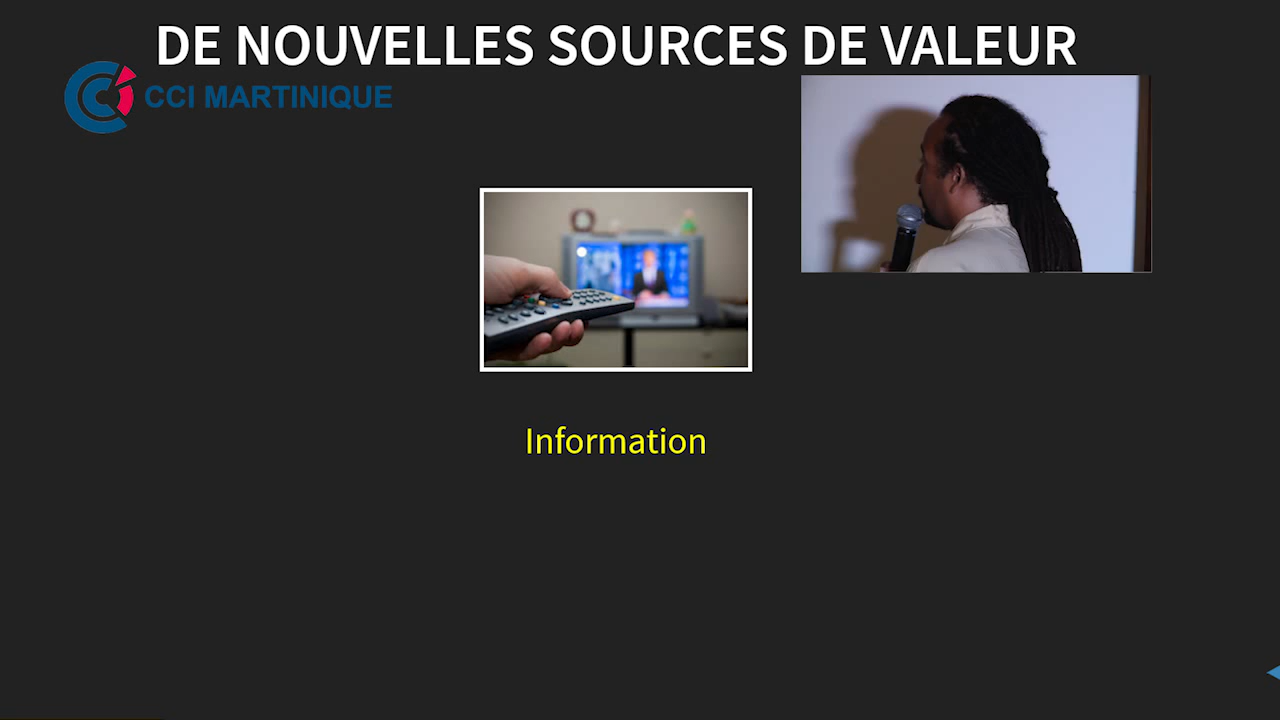 DE NOUVELLES SOURCES DE VALEUR
CCI MARTINIQUE
Information